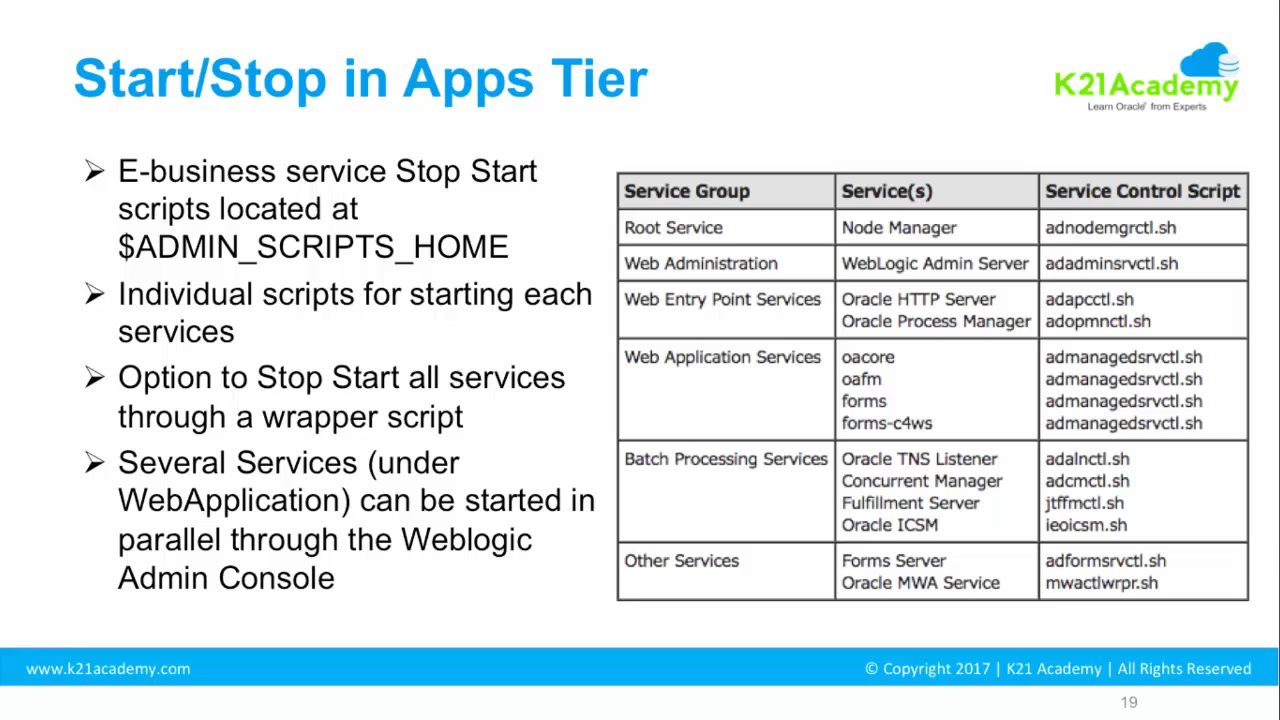 Start/Stop in Apps Tier
K21Academy
Learn Oracle' from Experts
➢ E-business service Stop Start
scripts located at
$ADMIN_SCRIPTS_HOME
➢ Individual scripts for starting each
services
➢ Option to Stop Start all services
through a wrapper script
➢ Several Services (under
WebApplication) can be started in
parallel through the Weblogic
Admin Console
Service Group Service(s) Service Control Script
Root Service Node Manager adnodemgrctl.sh
Web Administration WebLogic Admin Server adadminsrvctl.sh
Web Entry Point Services Oracle HTTP Server adapcctl.sh
Oracle Process Manager adopmnctl.sh
Web Application Services oacore admanagedsrvctl.sh
oafm admanagedsrvctl.sh
forms admanagedsrvctl.sh
forms-c4ws admanagedsrvctl.sh
Batch Processing Services Oracle TNS Listener adalnctl.sh
Concurrent Manager adcmctl.sh
Fulfillment Server jtffmctl.sh
Oracle ICSM ieoicsm.sh
Other Services Forms Server adformsrvctl.sh
Oracle MWA Service mwactlwrpr.sh
www.k21academy.com
© Copyright 2017 | K21 Academy | All Rights Reserved
19